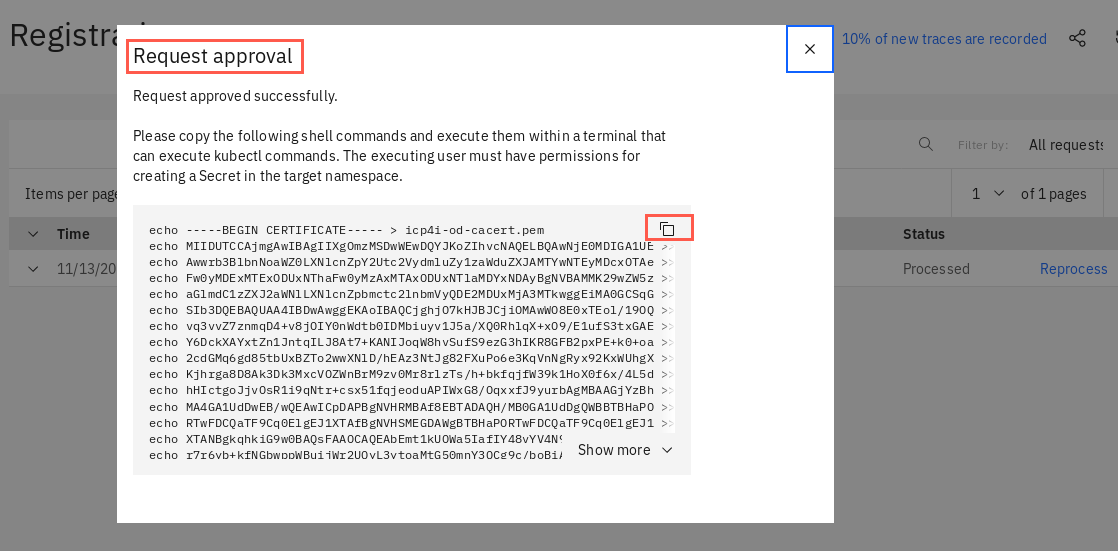 Registra
10% of new traces are recorded
Request approval
Request approved successfully.
Please copy the following shell commands and execute them within a terminal that
can execute kubectl commands. The executing user must have permissions for
creating a Secret in the target namespace.
Filter by:
All requests
Items per page
1
of 1 pages
Time
Status
11/13/20
Processed
Reprocess
echo -----BEGIN CERTIFICATE----- > icp4i-od-cacert.pem
echo MIIDUTCCAjmgAwIBAgIIXgOmzMSDwWEwDQYJKoZIhvcNAQELBQAwNjE0MDIGA1UE >>
echo Awwrb3BlbnNoaWZ0LXNlcnZpY2Utc2VydmluZy1zaWduZXJAMTYwNTEyMDcxOTAe >>
echo Fw0yMDExMTExODUxNThaFw0yMzAxMTAxODUxNTlaMDYxNDAyBgNVBAMMK29wZW5z >>
echo aGlmdC1zZXJ2aWNlLXNlcnZpbmctc2lnbmVyQDE2MDUxMjA3MTkwggEiMA0GCSqG >>
echo SIb3DQEBAQUAA4IBDwAwggEKAoIBAQCjghjO7kHJBJCjiOMAwWO8E0xTEol/19OQ >>
echo vq3vvZ7znmqD4+v8jOIY0nWdtb0IDMbiuyv1J5a/XQ0RhlqX+xO9/E1ufS3txGAE >>
echo Y6DckXAYxtZn1JntqILJ8At7+KANIJoqW8hvSufS9ezG3hIKR8GFB2pxPE+k0+oa >>
echo 2cdGMq6gd85tbUxBZTo2wwXNlD/hEAz3NtJg82FXuPo6e3KqVnNgRyx92KxWUhgX >>
echo Kjhrga8D8Ak3Dk3MxcVOZWnBrM9zv0Mr8rlzTs/h+bkfqjfW39k1HoX0f6x/4L5d >>
echo hHIctgoJjvOsR1i9qNtr+csx51fqjeoduAPIWxG8/OqxxfJ9yurbAgMBAAGjYzBh >>
echo MA4GA1UdDwEB/wQEAwICpDAPBgNVHRMBAf8EBTADAQH/MB0GA1UdDgQWBBTBHaPO >>
echo RTwFDCQaTF9Cq0ElgEJ1XTAfBgNVHSMEGDAWgBTBHaPORTwFDCQaTF9Cq0ElgEJ1 >>
echo XTANBgkqhkiG9w0BAQsFAAOCAQEAbEmt1kUOWa5IafIY48vYV4N9
echo r7r6vb+kfNGbwppWBuijWr2UOvL3vtoaMtG50mnY3OCg9c/boBiA
Show more